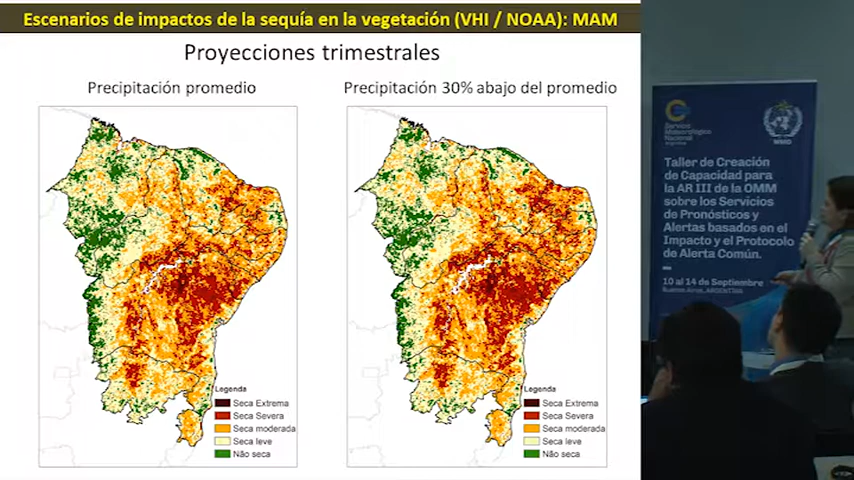 Escenarios de impactos de la sequía en la vegetación (VHI / NOAA): MAM
Proyecciones trimestrales
Precipitación promedio
Precipitación 30% abajo del promedio
Legenda
Seca Extrema
Seca Severa
Seca moderada
Seca leve
Não seca
Legenda
Seca Extrema
Seca Severa
Seca moderada
Seca leve
Não seca
Servicio
Meteorológico
Nacional
Argentina
WMO
Taller de Creación
de Capacidad para
la AR III de la OMM
sobre los Servicios
de Pronósticos y
Alertas basados en el
Impacto y el Protocolo
de Alerta Común.
10 al 14 de Septiembre
Buenos Aires, ARGENTINA